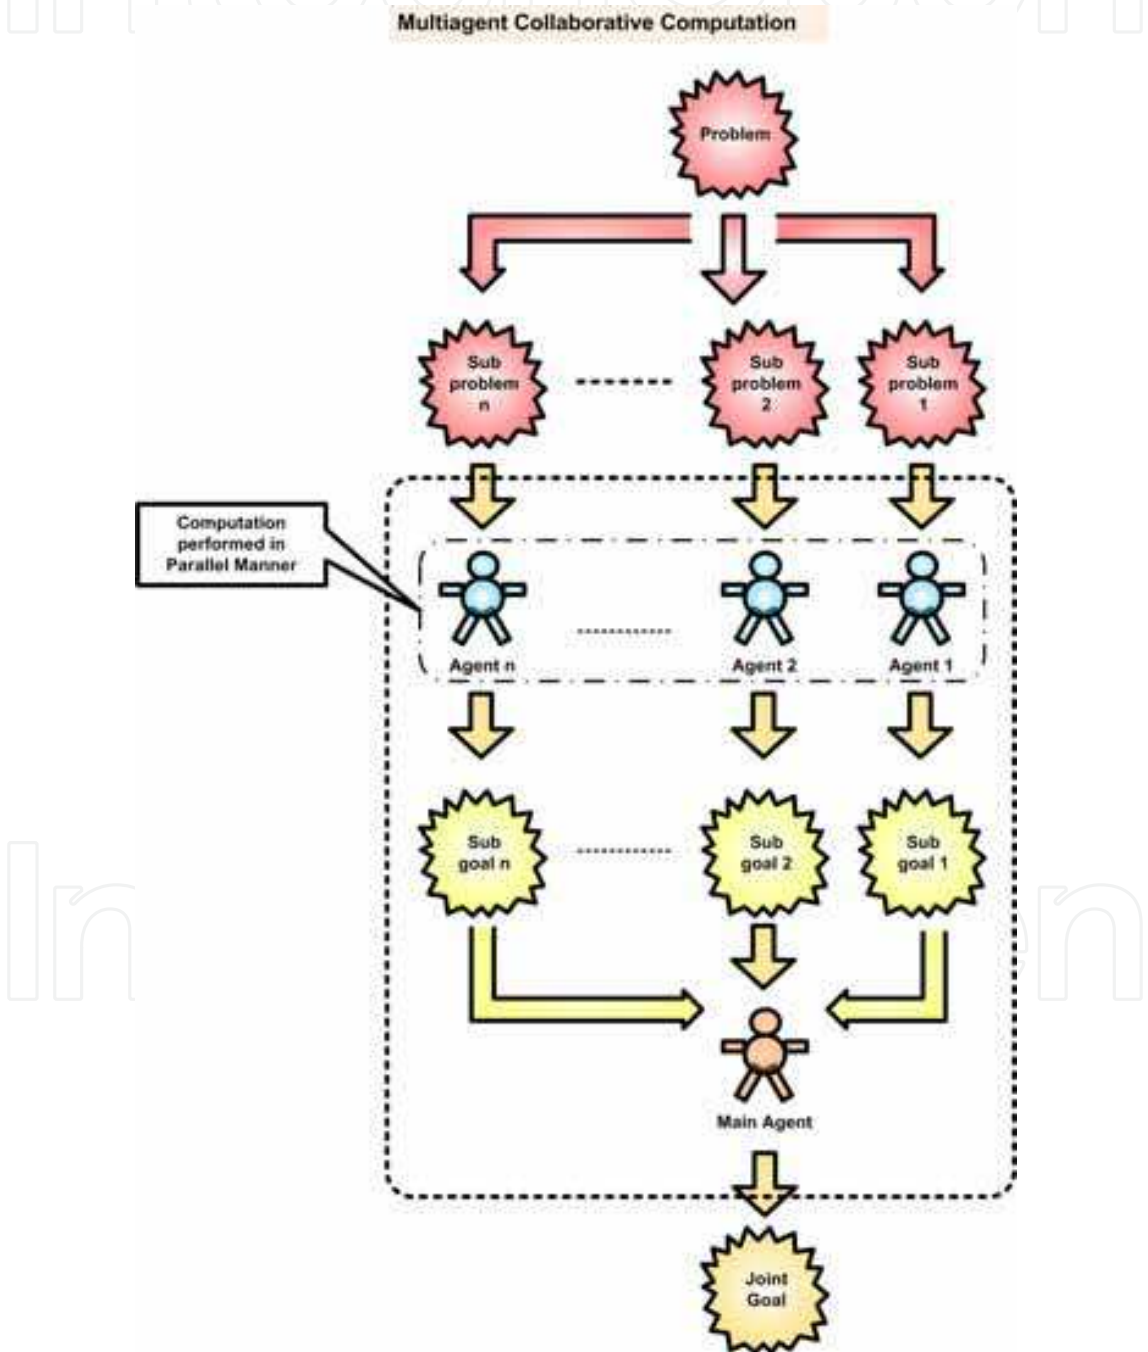 Multiagent Collaborative Computation
Problem
Sub
problem
n
Sub
problem
2
Sub
problem
1
Computation
performed in
Parallel Manner
Agent n
Agent 2
Agent 1
Sub
goal n
Sub
goal 2
Sub
goal 1
Main Agent
Joint
Goal